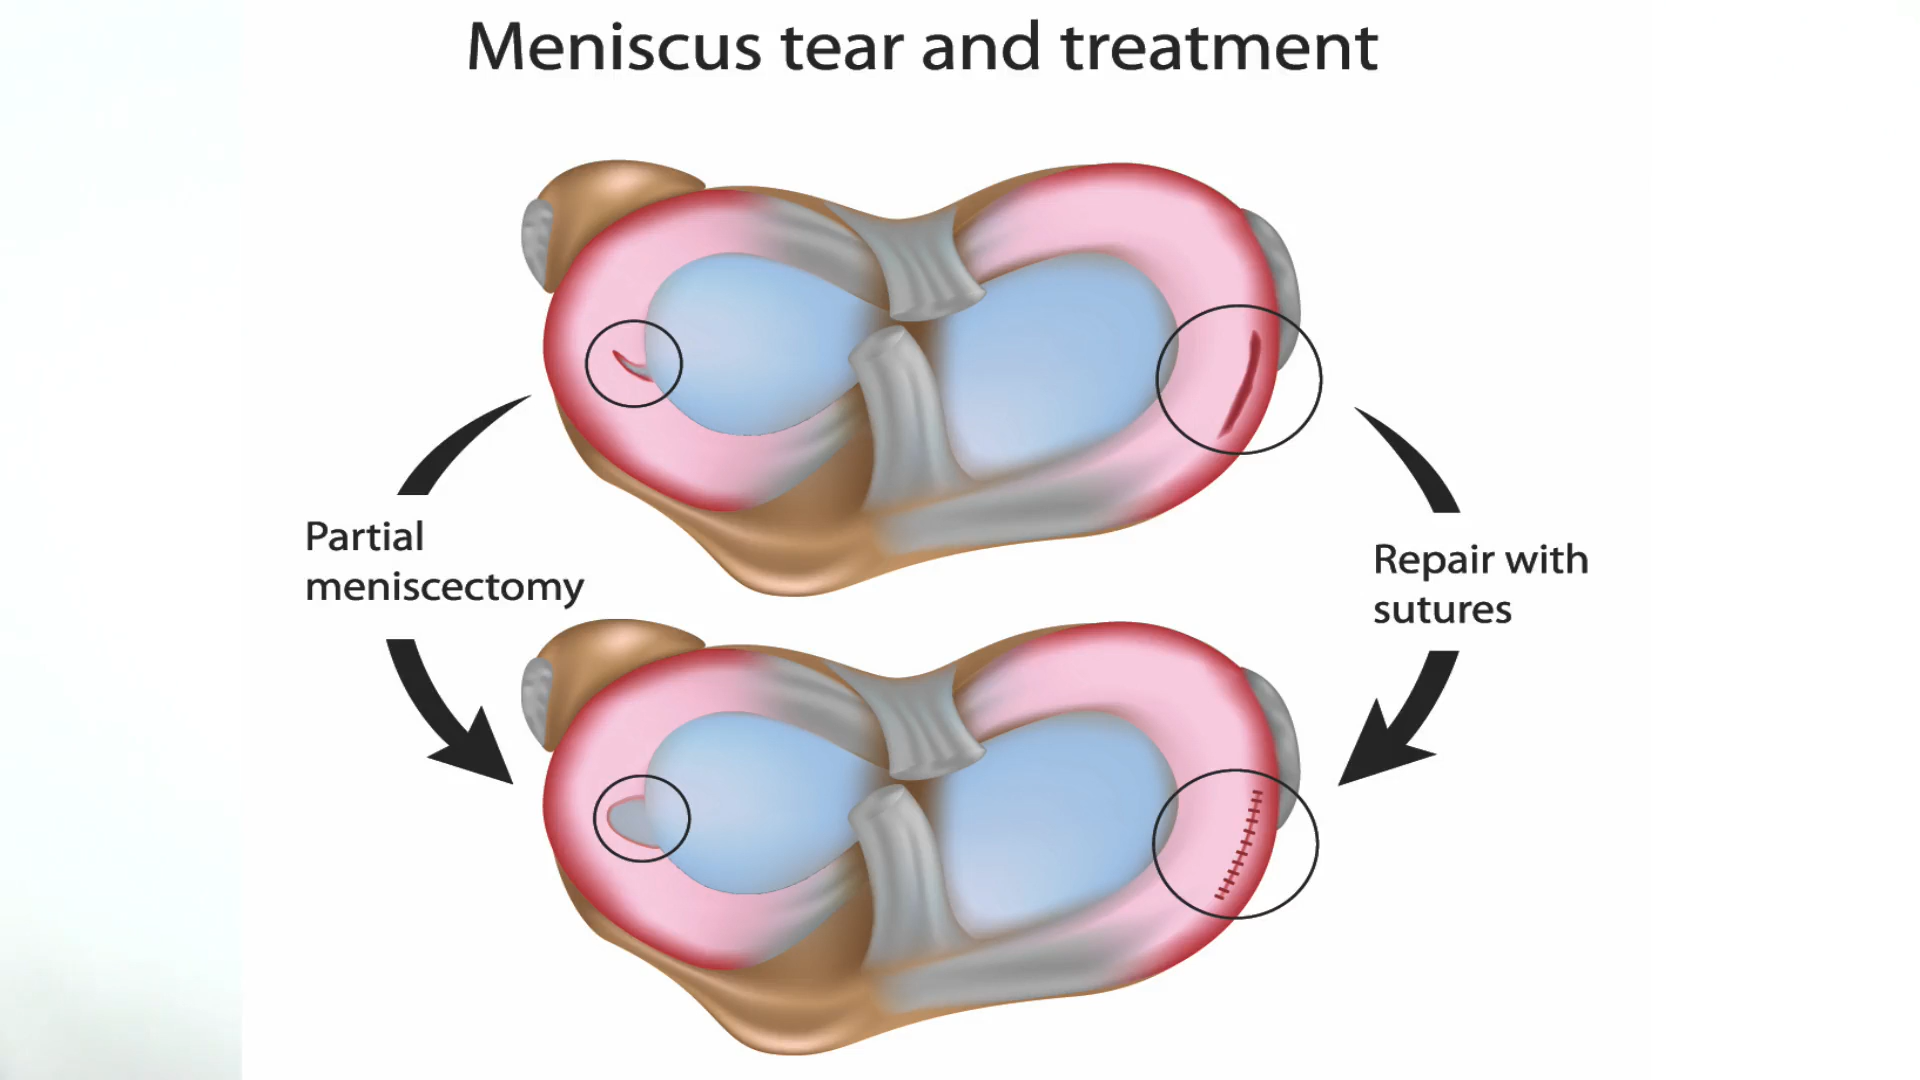 Meniscus tear and treatment
Partial
meniscectomy
Repair with
sutures